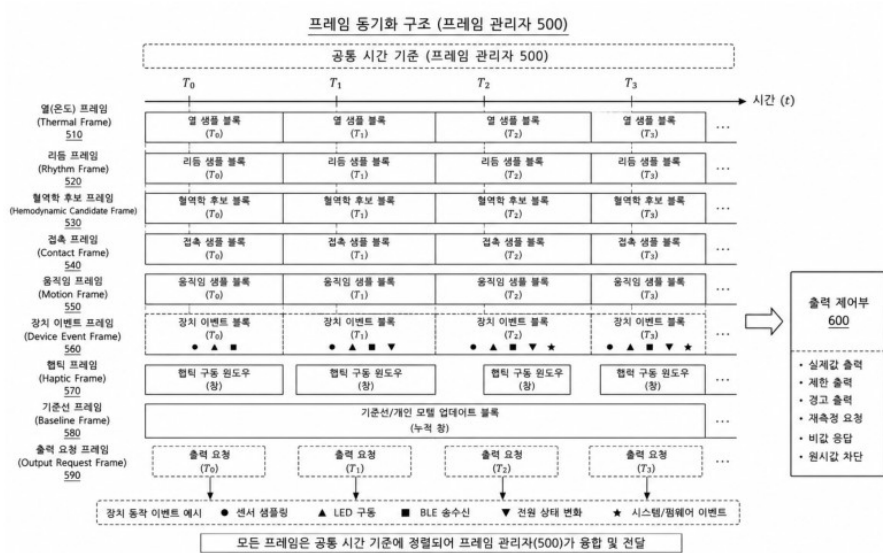 프레임 동기화 구조 (프레임 관리자 500)
공통 시간 기준 (프레임 관리자 500)
T₀ T₁ T₂ T₃
시간 (t)
열(온도) 프레임
(Thermal Frame)
510
열 샘플 블록 열 샘플 블록 열 샘플 블록 열 샘플 블록
(T₀) (T₁) (T₂) (T₃)
...
리듬 프레임
(Rhythm Frame)
520
리듬 샘플 블록 리듬 샘플 블록 리듬 샘플 블록 리듬 샘플 블록
(T₀) (T₁) (T₂) (T₃)
...
혈역학 후보 프레임
(Hemodynamic Candidate Frame)
530
혈역학 후보 블록 혈역학 후보 블록 혈역학 후보 블록 혈역학 후보 블록
(T₀) (T₁) (T₂) (T₃)
...
접촉 프레임
(Contact Frame)
540
접촉 샘플 블록 접촉 샘플 블록 접촉 샘플 블록 접촉 샘플 블록
(T₀) (T₁) (T₂) (T₃)
...
움직임 프레임
(Motion Frame)
550
움직임 샘플 블록 움직임 샘플 블록 움직임 샘플 블록 움직임 샘플 블록
(T₀) (T₁) (T₂) (T₃)
...
장치 이벤트 프레임
(Device Event Frame)
560
장치 이벤트 블록 장치 이벤트 블록 장치 이벤트 블록 장치 이벤트 블록
(T₀) (T₁) (T₂) (T₃)
● ▲ ■ ● ▲ ■ ▼ ● ▲ ■ ▼ ★ ● ▲ ■ ▼ ★
...
햅틱 프레임
(Haptic Frame)
570
햅틱 구동 윈도우 햅틱 구동 윈도우 햅틱 구동 윈도우 햅력 구동 윈도우
(창) (창) (창) (창)
...
기준선 프레임
(Baseline Frame)
580
기준선/개인 모델 업데이트 블록
(누적 창)
...
출력 요청 프레임
(Output Request Frame)
590
출력 요청 출력 요청 출력 요청 출력 요청
(T₀) (T₁) (T₂) (T₃)
...
장치 동작 이벤트 예시 ● 센서 샘플링 ▲ LED 구동 ■ BLE 송수신 ▼ 전원 상태 변화 ★ 시스템/펌웨어 이벤트
모든 프레임은 공통 시간 기준에 정렬되어 프레임 관리자(500)가 융합 및 전달
출력 제어부
600
• 실제값 출력
• 제한 출력
• 경고 출력
• 재측정 요청
• 비값 응답
• 원시값 차단